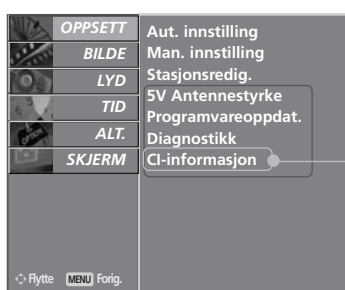 OPPSETT
BILDE
LYD
TID
ALT.
SKJERM
Aut. innstilling
Man. innstilling
Stasjonsredig.
5V Antennestyrke
Programvareoppdat.
Diagnostikk
CI-informasjon
Flytte MENU Forig.